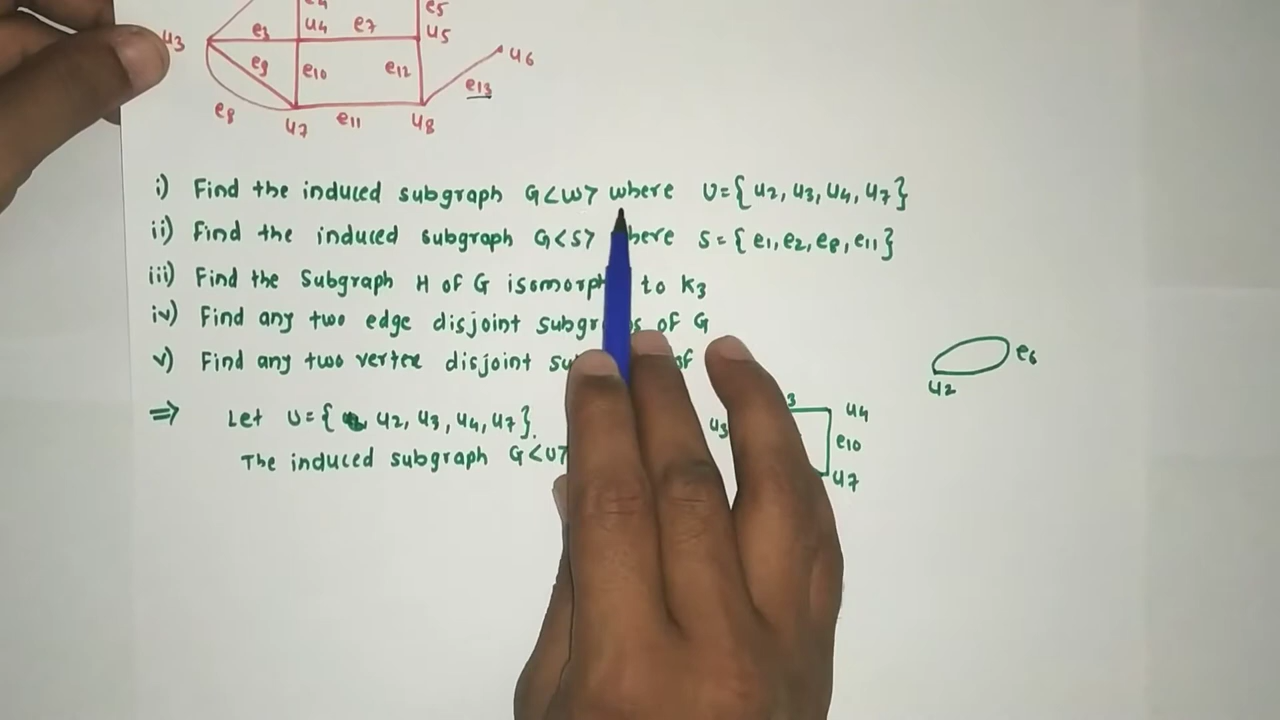 e4 e5
e3 u4 e7 u5
u3
e9 e10 e12 u6
e13
e8 u7 e11 u8
i) Find the induced subgraph G<w> where U={u2, u3, u4, u7}
ii) Find the induced subgraph G<S> where S={e1, e2, e8, e11}
iii) Find the Subgraph H of G to K3
iv) Find any two edge disjoint of G
v) Find any two vertex disjoint of
e6
u2
⇒ Let U={ u2, u3, u4, u7}.
The induced subgraph G<U>
3 u4
u3 e10
u7